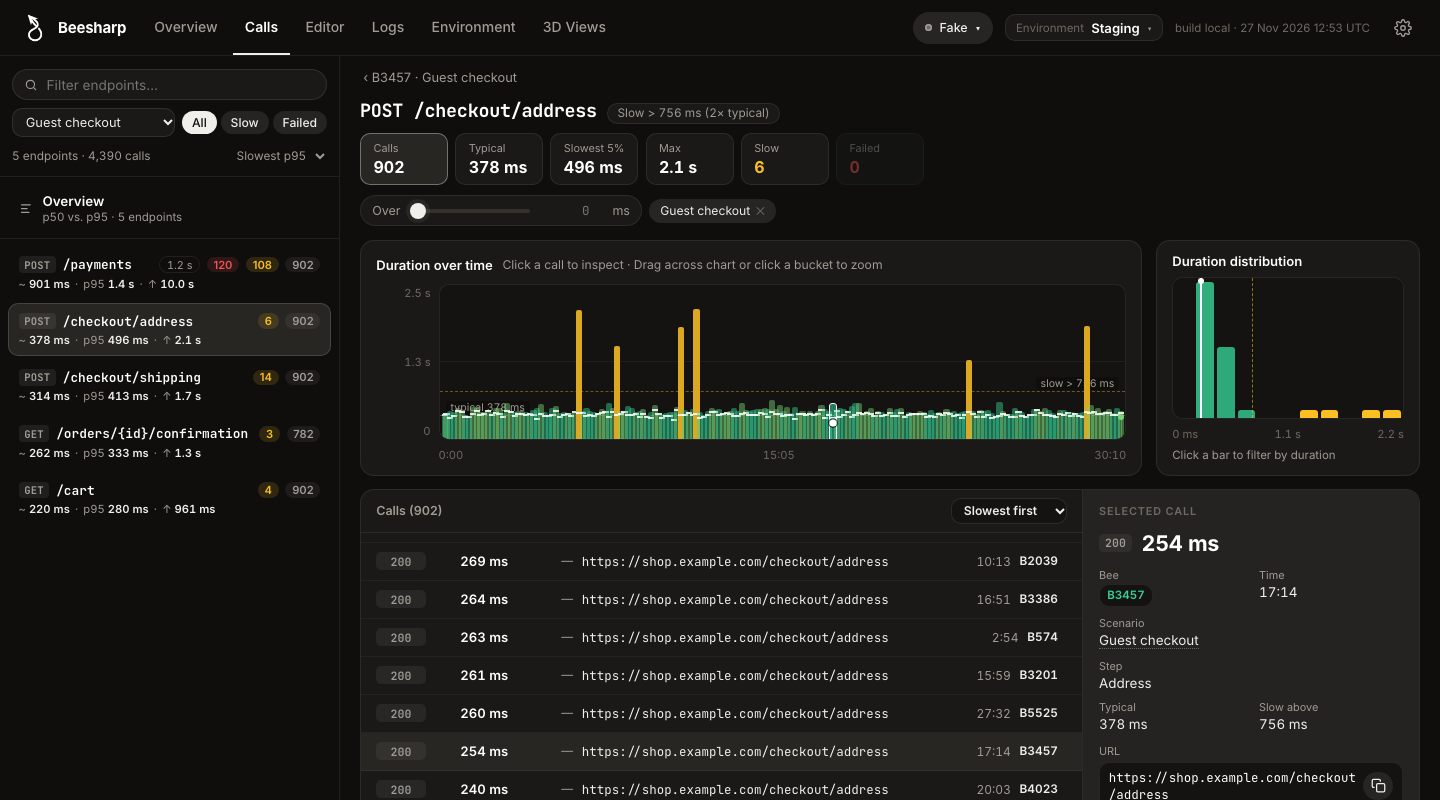 Beesharp Overview Calls Editor Logs Environment 3D Views Fake Environment Staging build local · 27 Nov 2026 12:53 UTC
Filter endpoints...
Guest checkout All Slow Failed
5 endpoints · 4,390 calls Slowest p95
Overview
p50 vs. p95 · 5 endpoints
POST /payments 1.2 s 120 108 902
~ 901 ms · p95 1.4 s · ↑ 10.0 s
POST /checkout/address 6 902
~ 378 ms · p95 496 ms · ↑ 2.1 s
POST /checkout/shipping 14 902
~ 314 ms · p95 413 ms · ↑ 1.7 s
GET /orders/{id}/confirmation 3 782
~ 262 ms · p95 333 ms · ↑ 1.3 s
GET /cart 4 902
~ 220 ms · p95 280 ms · ↑ 961 ms
‹ B3457 · Guest checkout
POST /checkout/address Slow > 756 ms (2× typical)
Calls Typical Slowest 5% Max Slow Failed
902 378 ms 496 ms 2.1 s 6 0
Over 0 ms Guest checkout ×
Duration over time Click a call to inspect · Drag across chart or click a bucket to zoom
2.5 s
1.3 s
slow > 7 6 ms
typical 378 ms
0
0:00 15:05 30:10
Duration distribution
0 ms 1.1 s 2.2 s
Click a bar to filter by duration
Calls (902) Slowest first
200 269 ms — https://shop.example.com/checkout/address 10:13 B2039
200 264 ms — https://shop.example.com/checkout/address 16:51 B3386
200 263 ms — https://shop.example.com/checkout/address 2:54 B574
200 261 ms — https://shop.example.com/checkout/address 15:59 B3201
200 260 ms — https://shop.example.com/checkout/address 27:32 B5525
200 254 ms — https://shop.example.com/checkout/address 17:14 B3457
200 240 ms — https://shop.example.com/checkout/address 20:03 B4023
SELECTED CALL
200 254 ms
Bee Time
B3457 17:14
Scenario
Guest checkout
Step
Address
Typical Slow above
378 ms 756 ms
URL
https://shop.example.com/checkout
/address